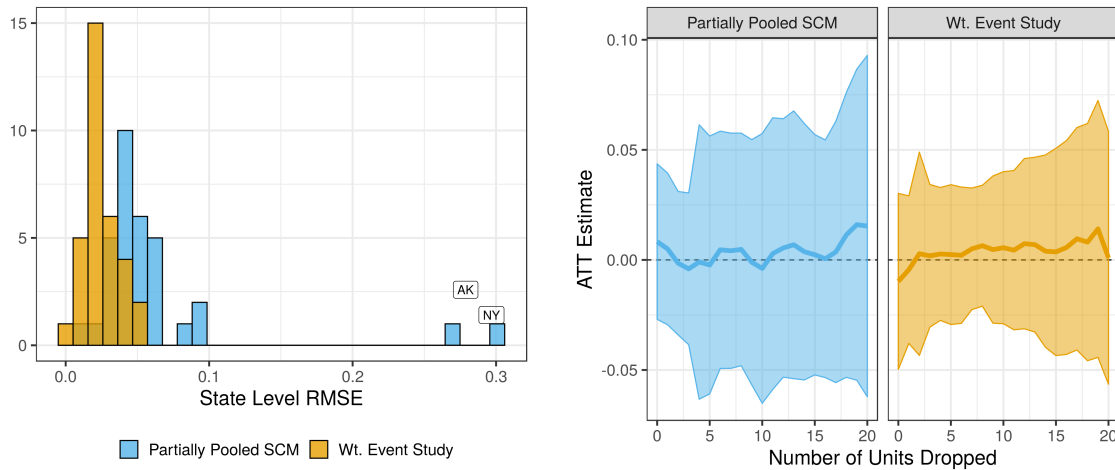 15
10
5
0
AK
NY
0.0 0.1 0.2 0.3
State Level RMSE
Partially Pooled SCM Wt. Event Study
Partially Pooled SCM Wt. Event Study
0.10
0.05
0.00
-0.05
ATT Estimate
0 5 10 15 20 0 5 10 15 20
Number of Units Dropped